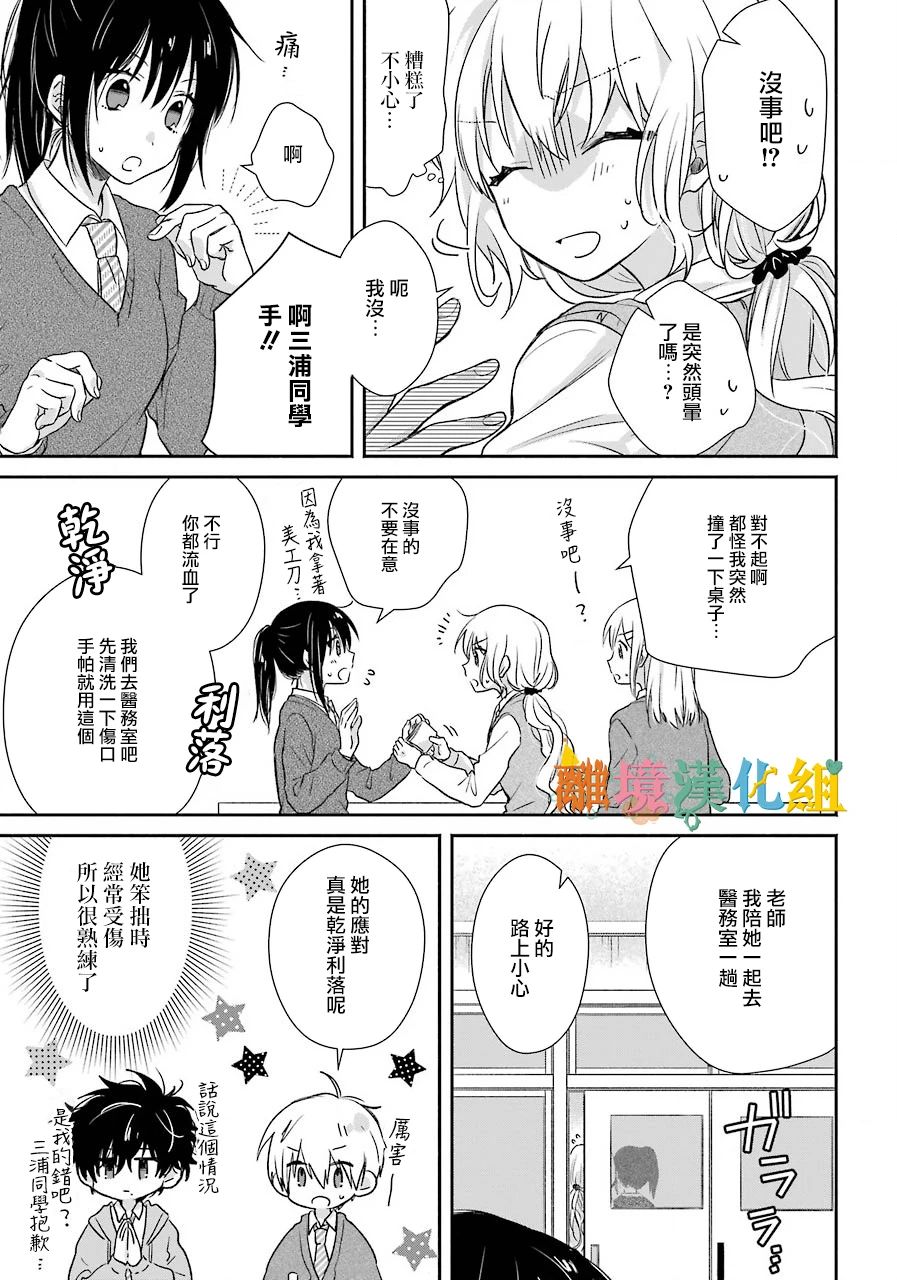 沒事吧!?
糟糕了
不小心…
是突然頭暈
了嗎…?
呃
我沒…
痛…
啊
啊三浦同學
手!!
對不起啊
都怪我突然
撞了一下桌子…
沒事吧ー?
沒事的
不要在意
因為我拿著
美工刀…
不行
你都流血了
乾淨
利落
我們去醫務室吧
先清洗一下傷口
手帕就用這個
離境漢化組
老師
我陪她一起去
醫務室一趟
好的
路上小心
ガララ…
她的應對
真是乾淨利落呢
厲害ー
她笨拙時
經常受傷
所以很熟練了
話說這個情況
是我的錯吧?
三浦同學抱歉…